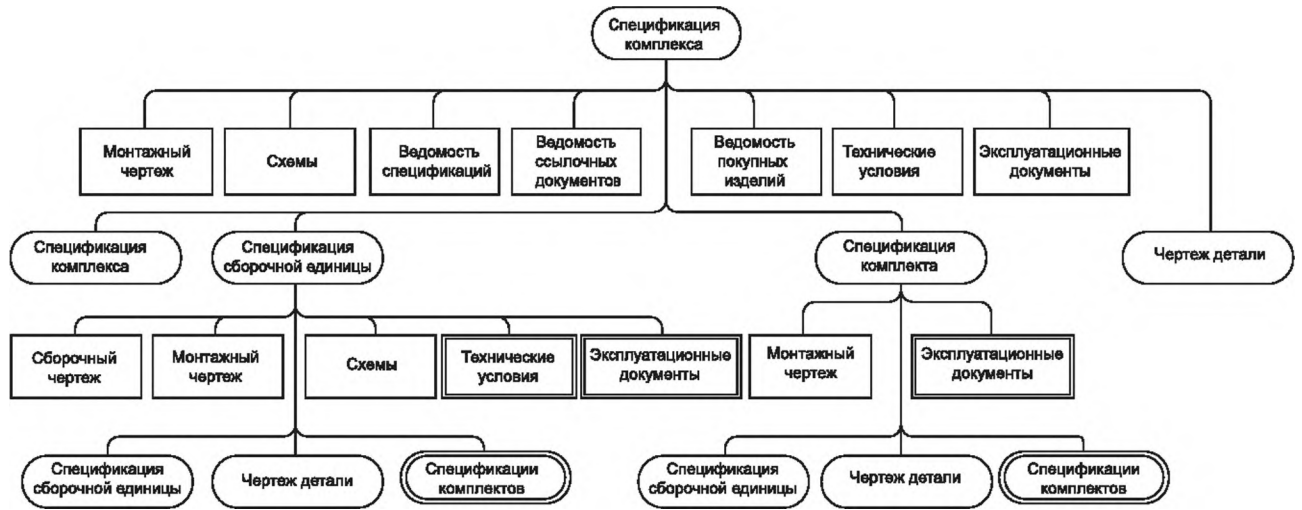 Спецификация
комплекса
Монтажный
чертеж
Схемы
Ведомость
спецификаций
Ведомость
ссылочных
документов
Ведомость
покупных
изделий
Технические
условия
Эксплуатационные
документы
Спецификация
комплекса
Спецификация
сборочной единицы
Спецификация
комплекта
Чертеж детали
Сборочный
чертеж
Монтажный
чертеж
Схемы
Технические
условия
Эксплуатационные
документы
Монтажный
чертеж
Эксплуатационные
документы
Спецификация
сборочной единицы
Чертеж детали
Спецификации
комплектов
Спецификация
сборочной единицы
Чертеж детали
Спецификации
комплектов